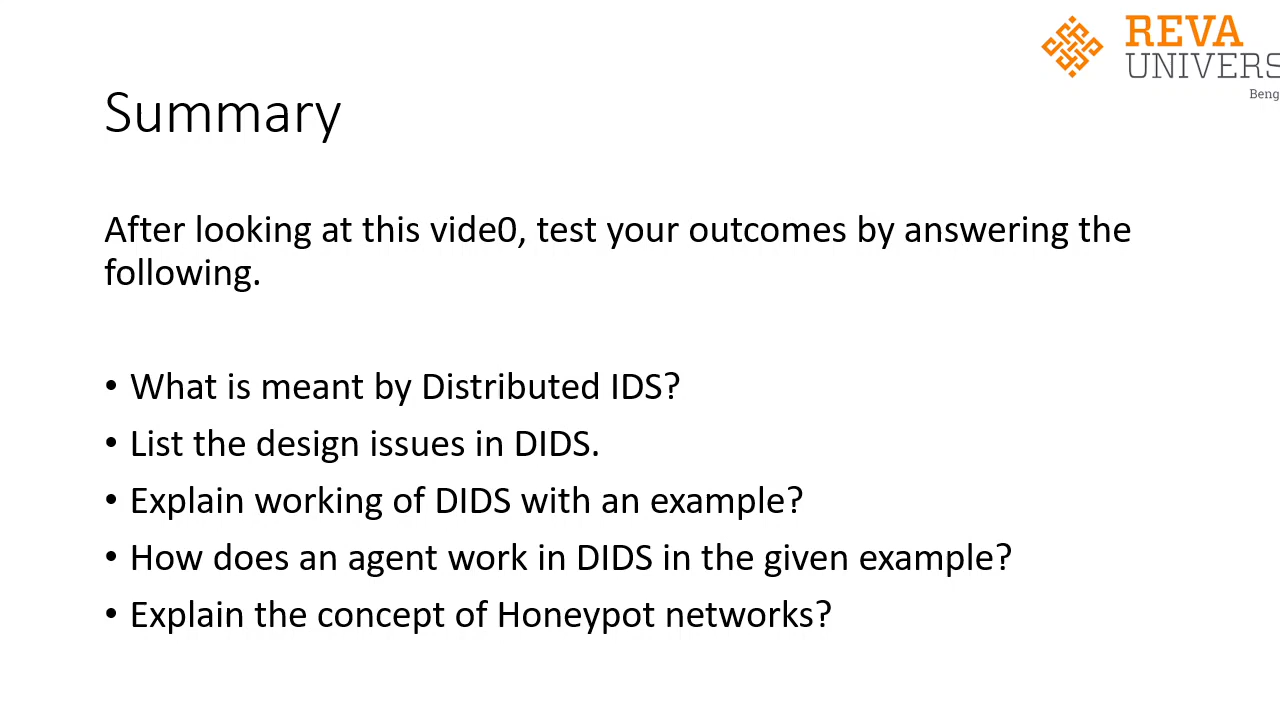 REVA
UNIVERS
Beng
Summary
After looking at this vide0, test your outcomes by answering the
following.
• What is meant by Distributed IDS?
• List the design issues in DIDS.
• Explain working of DIDS with an example?
• How does an agent work in DIDS in the given example?
• Explain the concept of Honeypot networks?